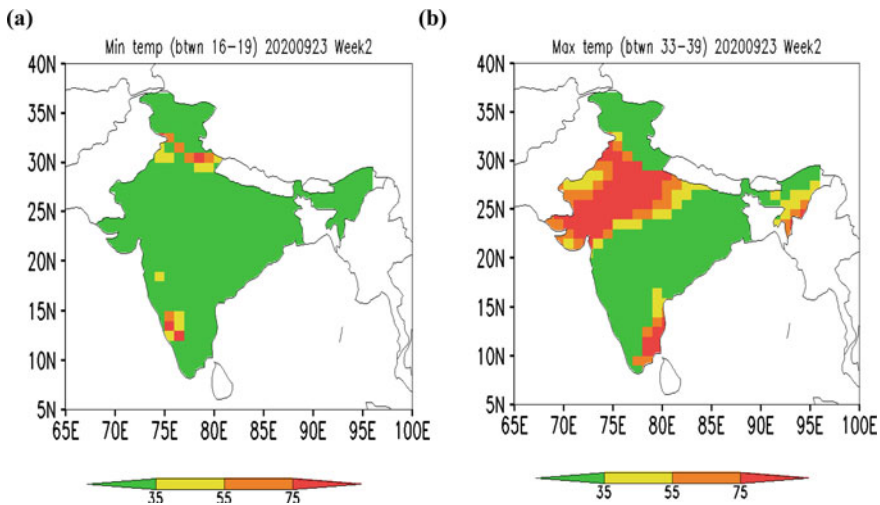 (a)
Min temp (btwn 16-19) 20200923 Week2
40N
35N
30N
25N
20N
15N
10N
5N
65E 70E 75E 80E 85E 90E 95E 100E
35 55 75
(b)
Max temp (btwn 33-39) 20200923 Week2
40N
35N
30N
25N
20N
15N
10N
5N
65E 70E 75E 80E 85E 90E 95E 100E
35 55 75